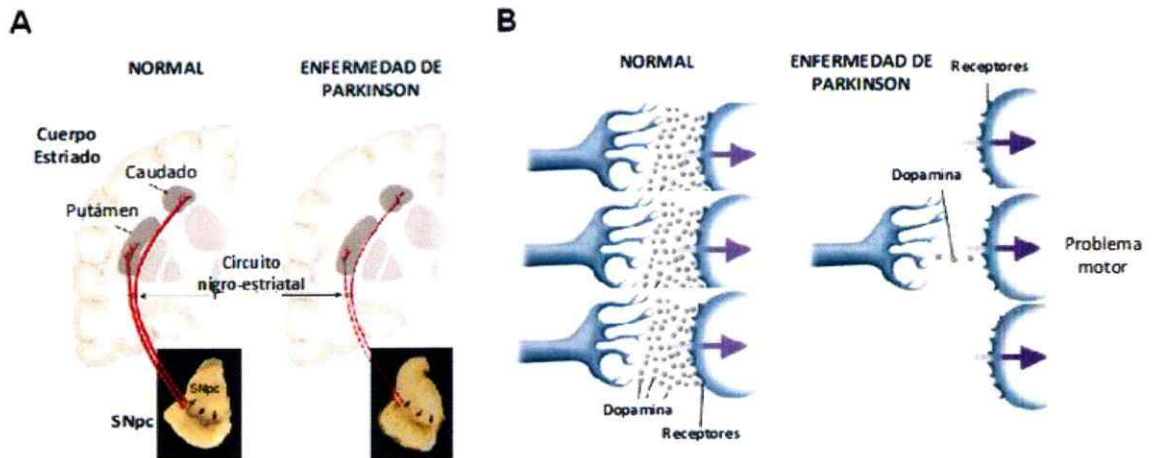 A
NORMAL
ENFERMEDAD DE
PARKINSON
Cuerpo
Estriado
Caudado
Putámen
Circuito
nigro-estriatal
SNpc
SNpc
B
NORMAL
ENFERMEDAD DE
PARKINSON
Receptores
Dopamina
Problema
motor
Dopamina
Receptores